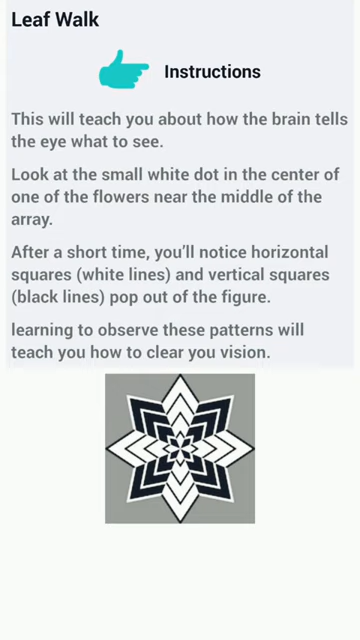 Leaf Walk
Instructions
This will teach you about how the brain tells
the eye what to see.
Look at the small white dot in the center of
one of the flowers near the middle of the
array.
After a short time, you'll notice horizontal
squares (white lines) and vertical squares
(black lines) pop out of the figure.
learning to observe these patterns will
teach you how to clear you vision.